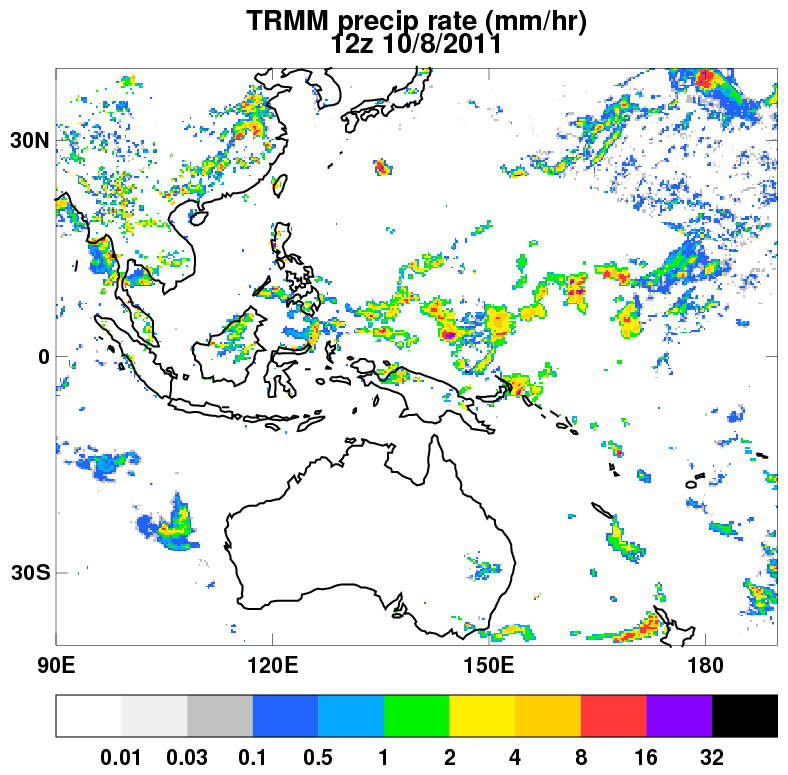 TRMM precip rate (mm/hr)
12z 10/8/2011
30N
0
30S
90E 120E 150E 180
0.01 0.03 0.1 0.5 1 2 4 8 16 32